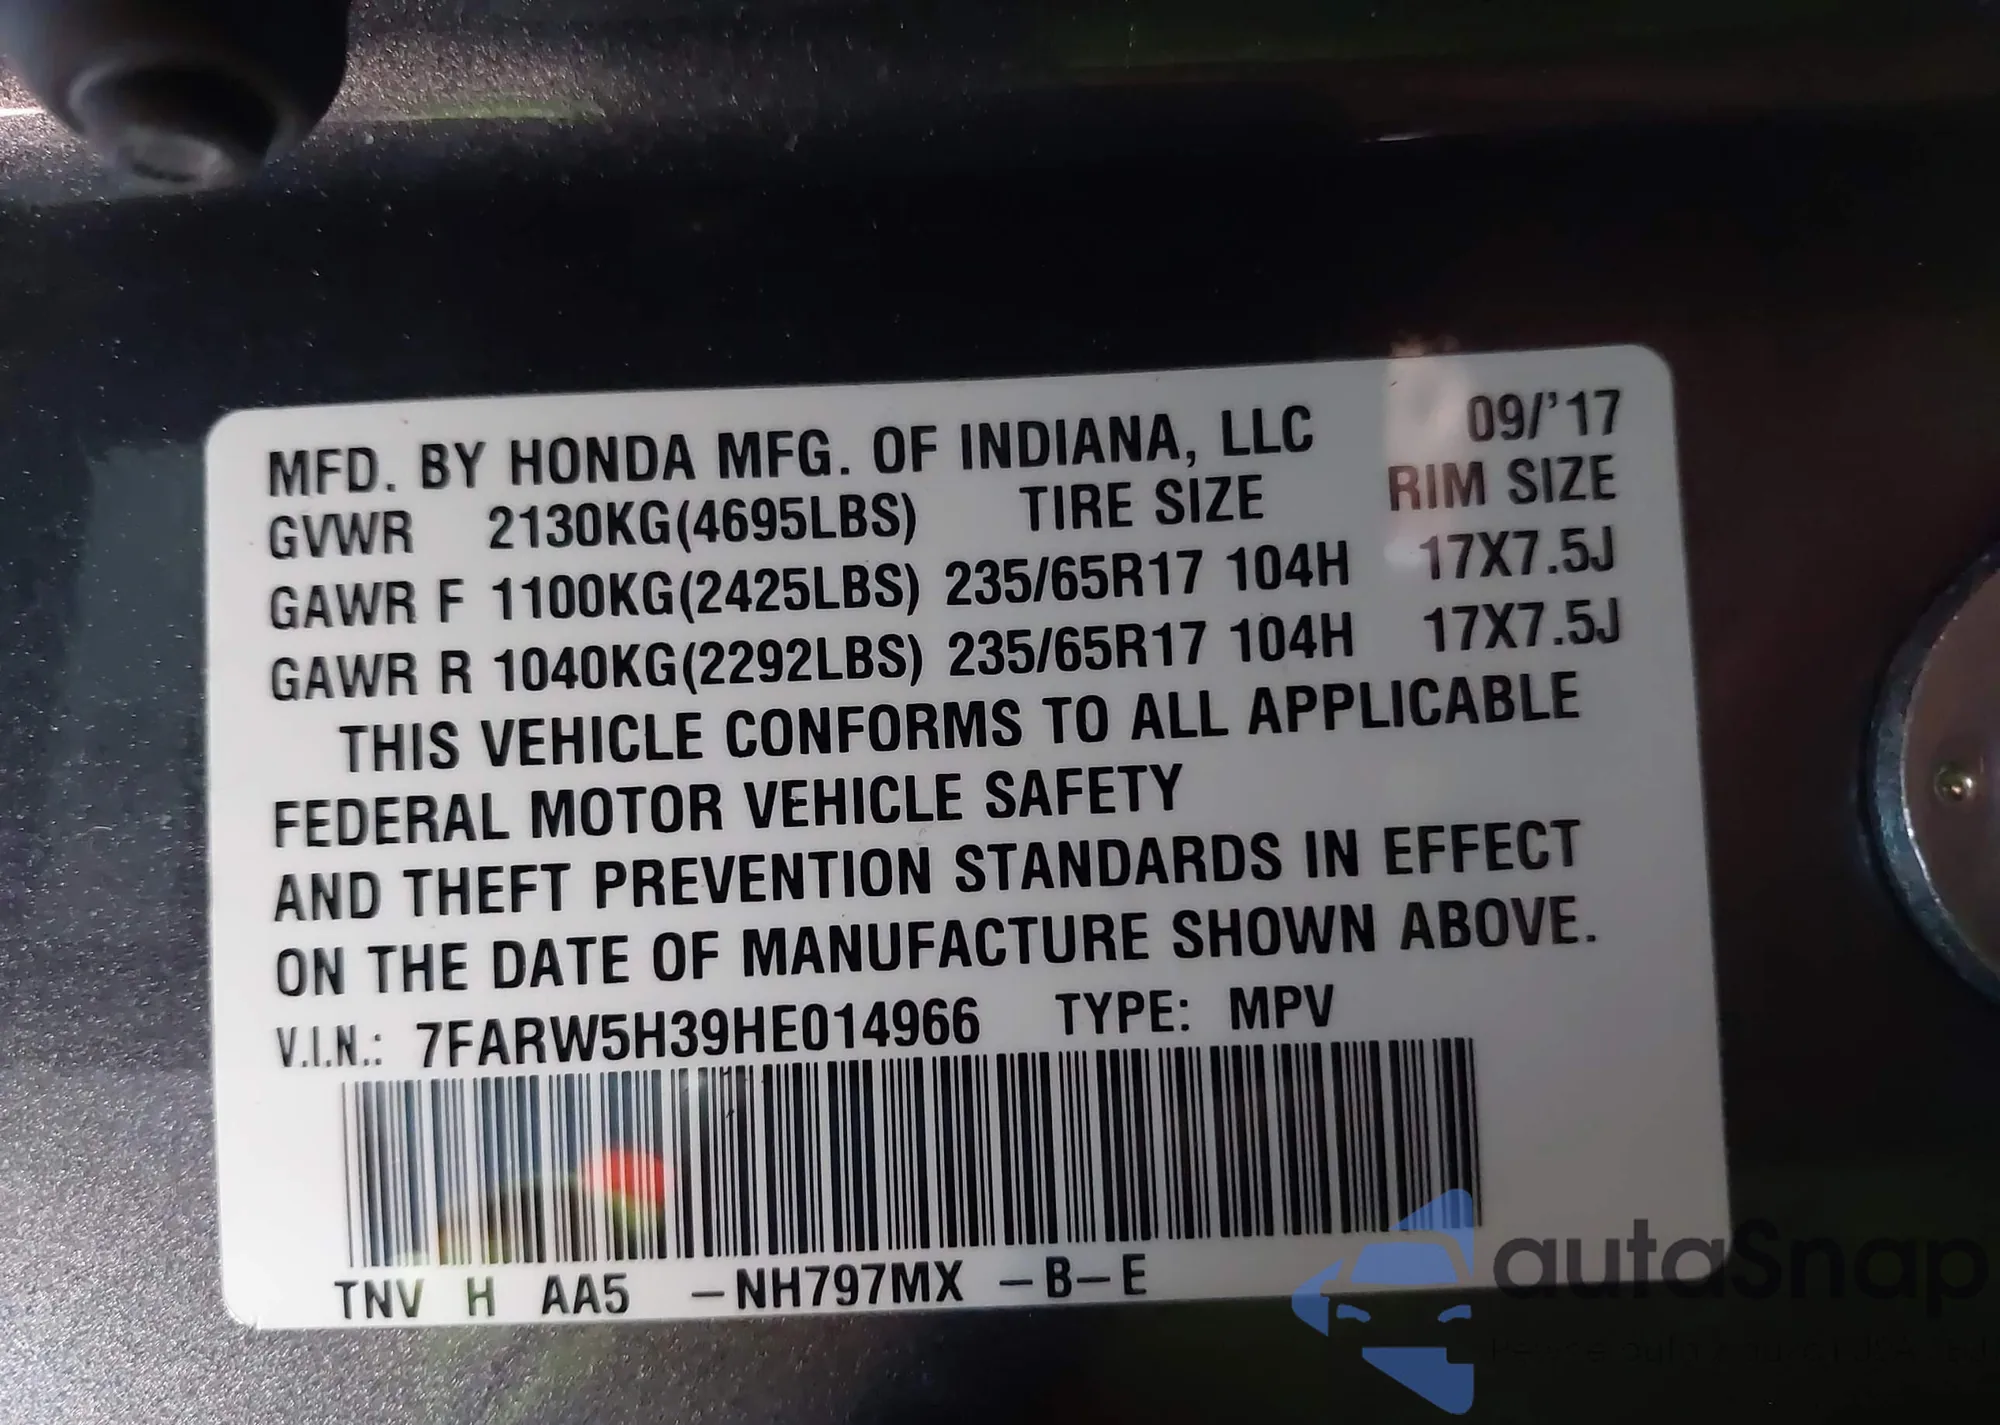 MFD. BY HONDA MFG. OF INDIANA, LLC 09/'17
GVWR 2130KG(4695LBS) TIRE SIZE RIM SIZE
GAWR F 1100KG(2425LBS) 235/65R17 104H 17X7.5J
GAWR R 1040KG(2292LBS) 235/65R17 104H 17X7.5J
THIS VEHICLE CONFORMS TO ALL APPLICABLE
FEDERAL MOTOR VEHICLE SAFETY
AND THEFT PREVENTION STANDARDS IN EFFECT
ON THE DATE OF MANUFACTURE SHOWN ABOVE.
V.I.N.: 7FARW5H39HE014966 TYPE: MPV
TNV H AA5 -NH797MX -B-E
autaSnap